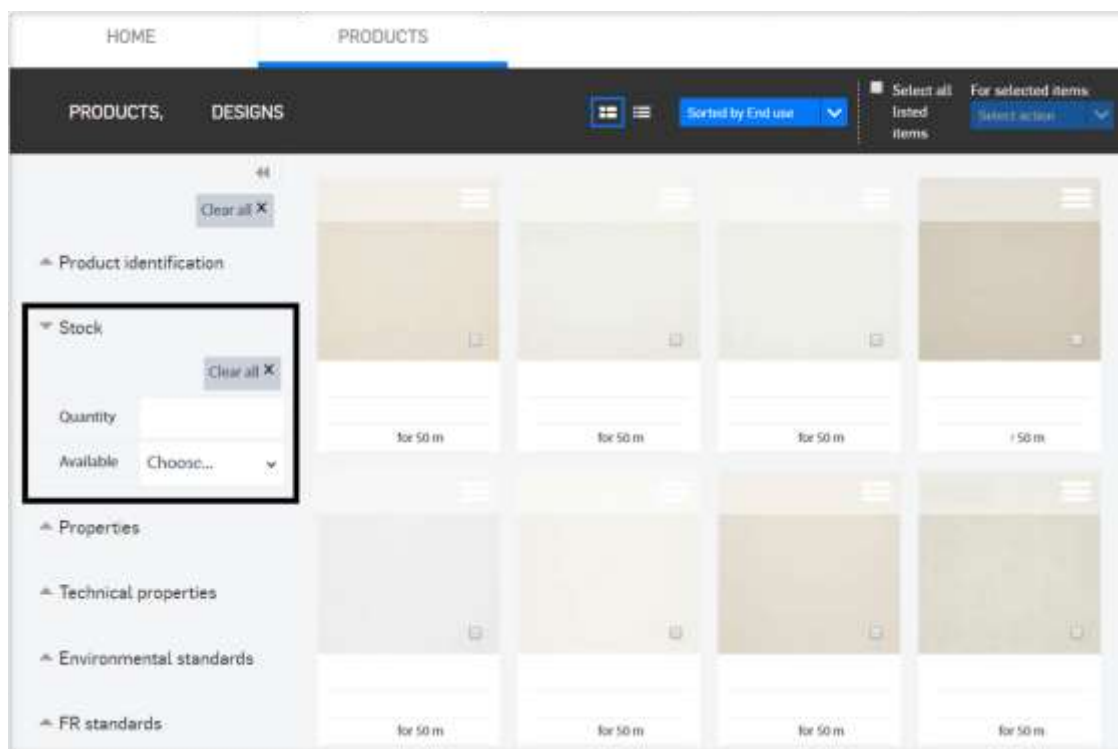 HOME PRODUCTS
PRODUCTS, DESIGNS
Sorted by End use
Select all listed items
For selected items
Select action
Clear all X
Product identification
Stock
Clear all X
Quantity
Available Choose...
Properties
Technical properties
Environmental standards
FR standards
for 50 m for 50 m for 50 m 50 m
for 50 m for 50 m for 50 m for 50 m